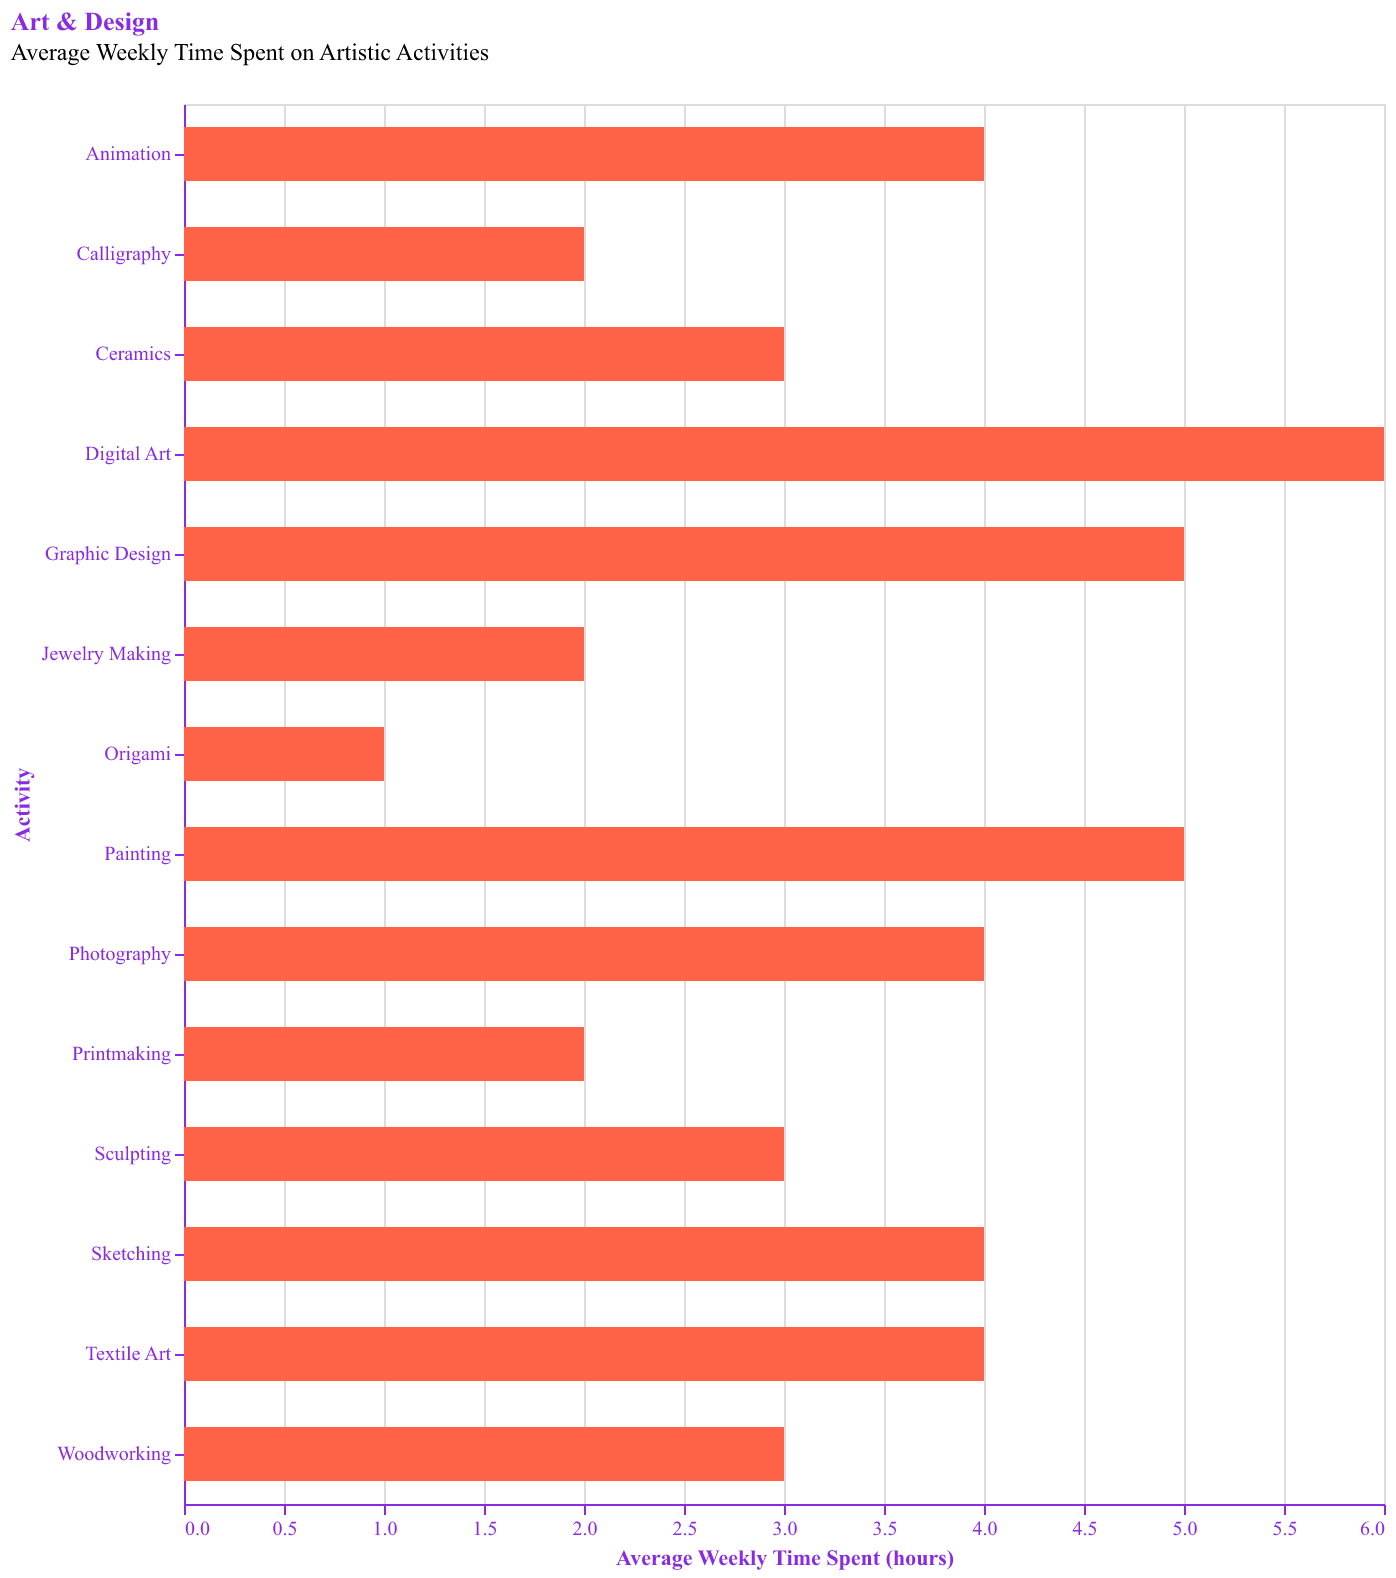 Art & Design
Average Weekly Time Spent on Artistic Activities
Activity
Animation
Calligraphy
Ceramics
Digital Art
Graphic Design
Jewelry Making
Origami
Painting
Photography
Printmaking
Sculpting
Sketching
Textile Art
Woodworking
0.0 0.5 1.0 1.5 2.0 2.5 3.0 3.5 4.0 4.5 5.0 5.5 6.0
Average Weekly Time Spent (hours)